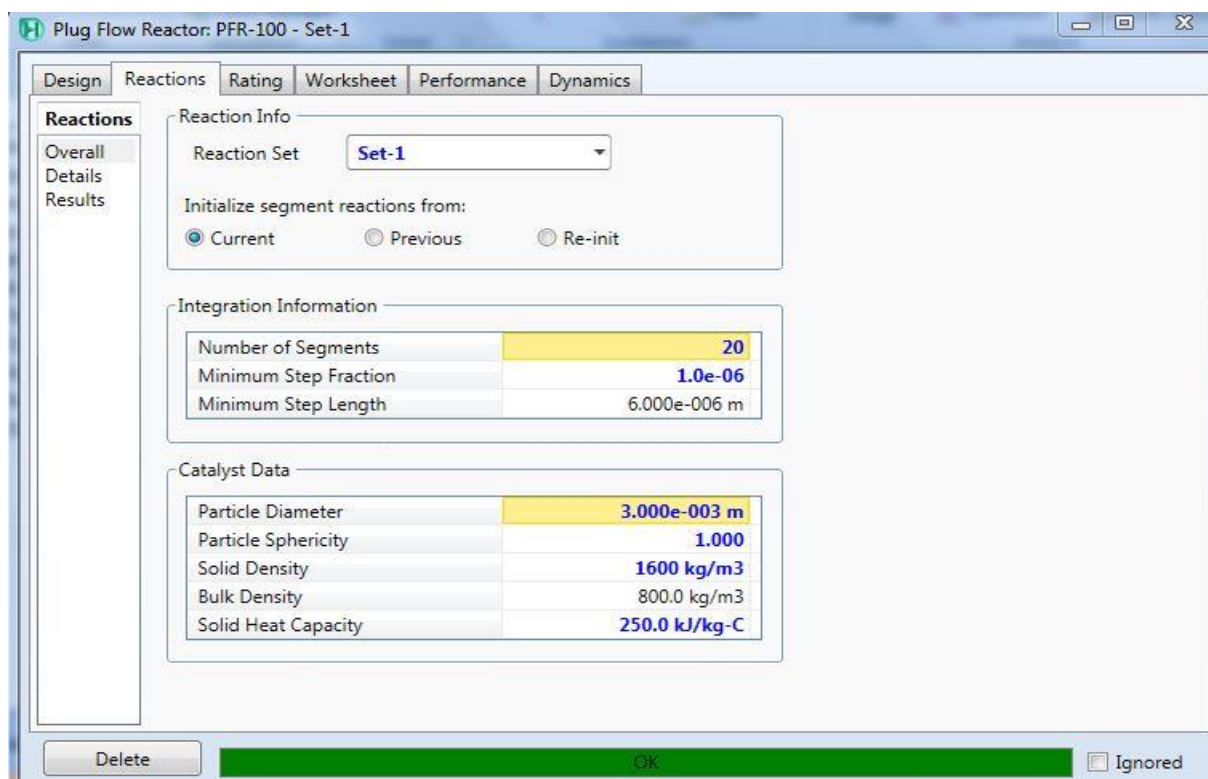 Plug Flow Reactor: PFR-100 - Set-1
Design Reactions Rating Worksheet Performance Dynamics
Reactions
Overall
Details
Results
Reaction Info
Reaction Set Set-1
Initialize segment reactions from:
Current Previous Re-init
Integration Information
Number of Segments 20
Minimum Step Fraction 1.0e-06
Minimum Step Length 6.000e-006 m
Catalyst Data
Particle Diameter 3.000e-003 m
Particle Sphericity 1.000
Solid Density 1600 kg/m3
Bulk Density 800.0 kg/m3
Solid Heat Capacity 250.0 kJ/kg-C
Delete OK Ignored